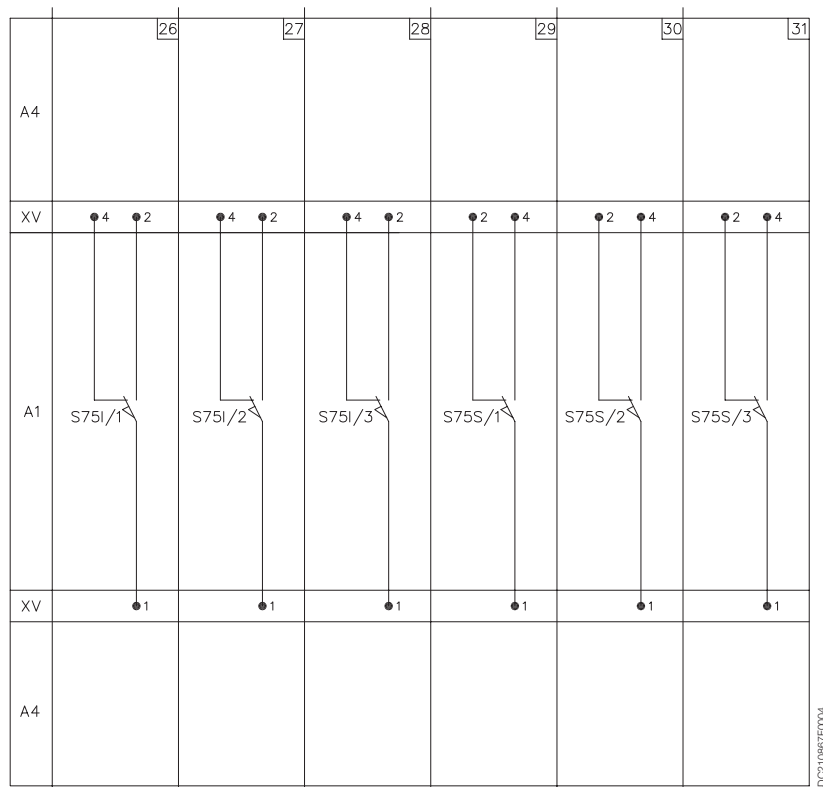 26 27 28 29 30 31
A4
XV 4 2 4 2 4 2 2 4 2 4 2 4
A1 S75I/1 S75I/2 S75I/3 S75S/1 S75S/2 S75S/3
XV 1 1 1 1 1 1
A4